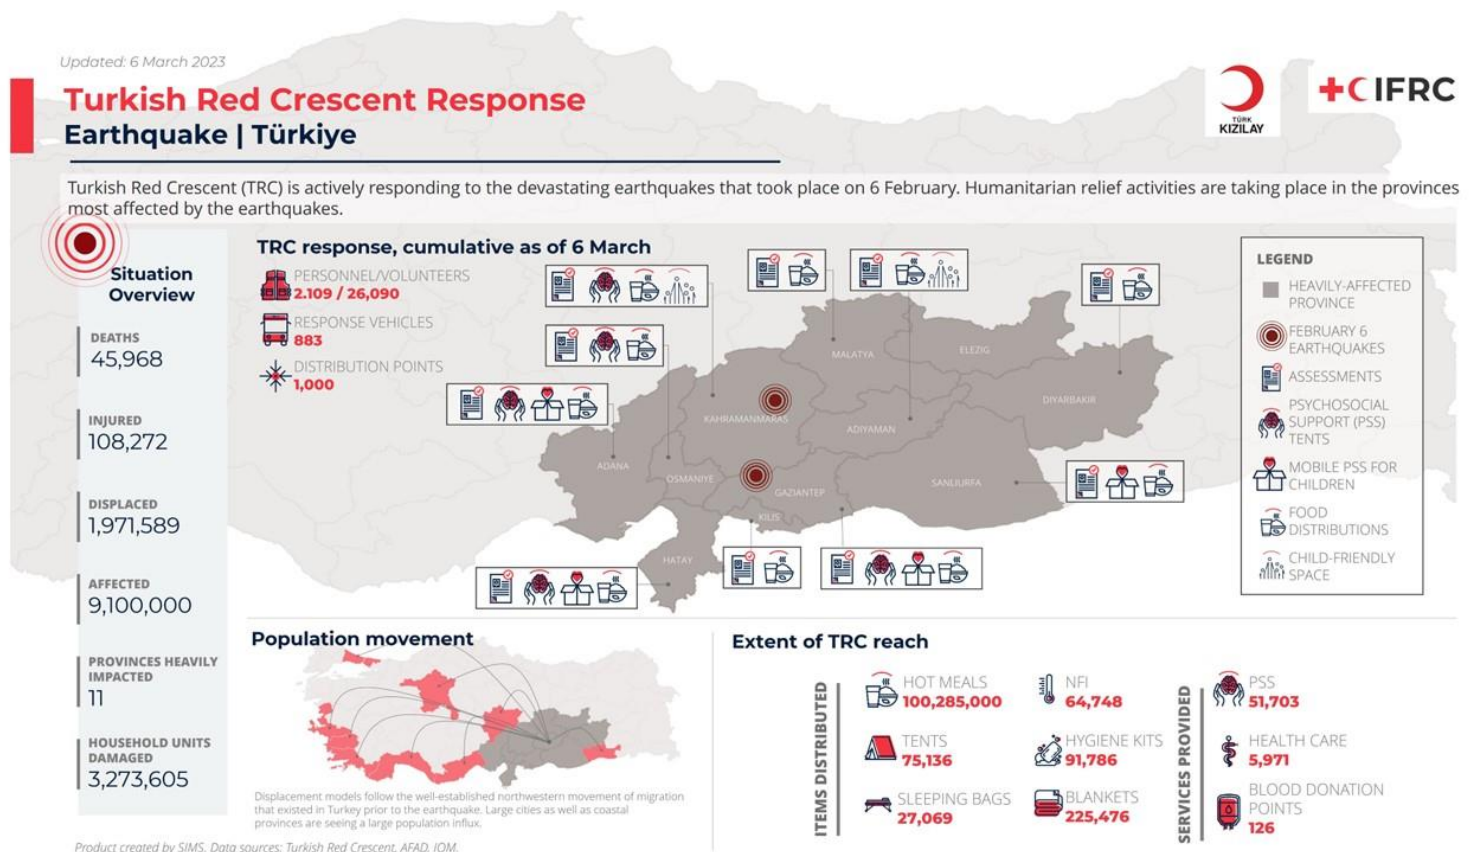 Updated: 6 March 2023
Turkish Red Crescent Response
Earthquake | Türkiye
TÜRK
KIZILAY
IFRC
Turkish Red Crescent (TRC) is actively responding to the devastating earthquakes that took place on 6 February. Humanitarian relief activities are taking place in the provinces
most affected by the earthquakes.
Situation
Overview
DEATHS
45,968
INJURED
108,272
DISPLACED
1,971,589
AFFECTED
9,100,000
PROVINCES HEAVILY
IMPACTED
11
HOUSEHOLD UNITS
DAMAGED
3,273,605
TRC response, cumulative as of 6 March
PERSONNEL/VOLUNTEERS
2.109 / 26,090
RESPONSE VEHICLES
883
DISTRIBUTION POINTS
1,000
MALATYA
ELEZIG
DIYARBAKIR
KAHRAMANMARAS
ADIYAMAN
ADANA
OSMANIYE
GAZIANTEP
SANLIURFA
KILIS
HATAY
LEGEND
HEAVILY-AFFECTED
PROVINCE
FEBRUARY 6
EARTHQUAKES
ASSESSMENTS
PSYCHOSOCIAL
SUPPORT (PSS)
TENTS
MOBILE PSS FOR
CHILDREN
FOOD
DISTRIBUTIONS
CHILD-FRIENDLY
SPACE
Population movement
Displacement models follow the well-established northwestern movement of migration
that existed in Turkey prior to the earthquake. Large cities as well as coastal
provinces are seeing a large population influx.
Extent of TRC reach
ITEMS DISTRIBUTED
HOT MEALS
100,285,000
NFI
64,748
TENTS
75,136
HYGIENE KITS
91,786
SLEEPING BAGS
27,069
BLANKETS
225,476
SERVICES PROVIDED
PSS
51,703
HEALTH CARE
5,971
BLOOD DONATION
POINTS
126
Product created by SIMS. Data sources: Turkish Red Crescent, AFAD, IOM.